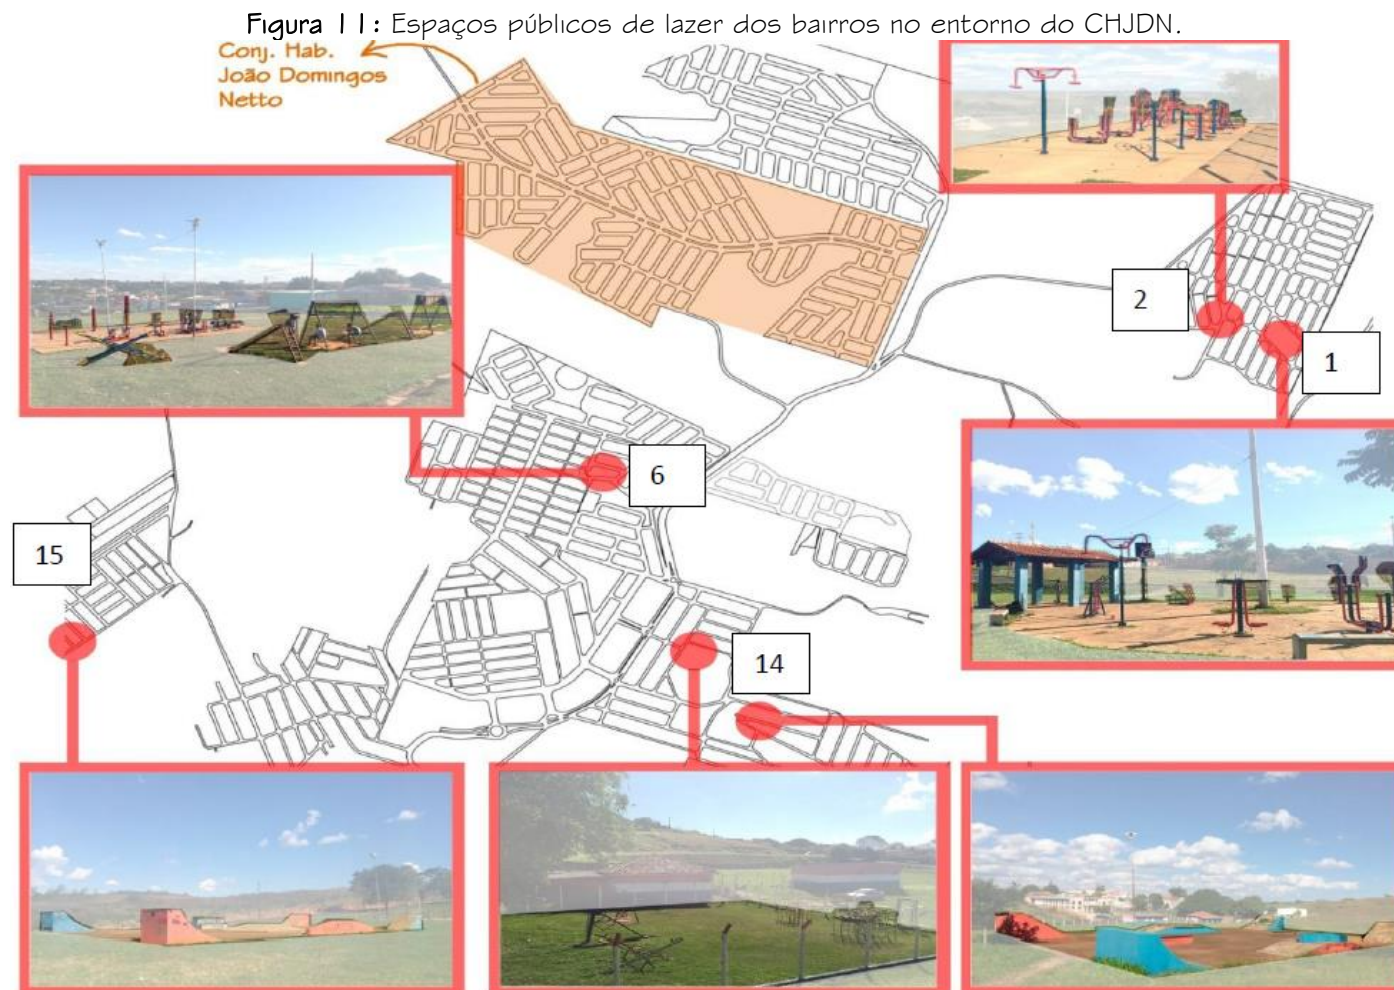 Figura 11: Espaços públicos de lazer dos bairros no entorno do CHJDN.
Conj. Hab.
João Domingos
Netto
2
1
6
15
14